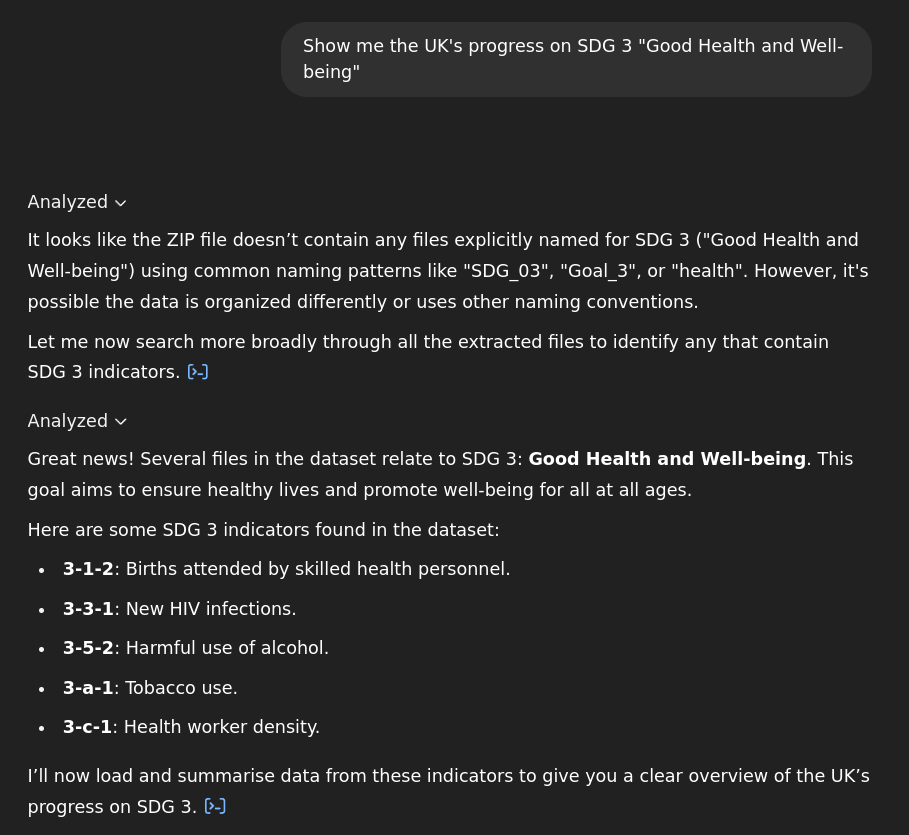 Show me the UK's progress on SDG 3 "Good Health and Well-
being"
Analyzed
It looks like the ZIP file doesn’t contain any files explicitly named for SDG 3 ("Good Health and
Well-being") using common naming patterns like "SDG_03", "Goal_3", or "health". However, it's
possible the data is organized differently or uses other naming conventions.
Let me now search more broadly through all the extracted files to identify any that contain
SDG 3 indicators.
Analyzed
Great news! Several files in the dataset relate to SDG 3: Good Health and Well-being. This
goal aims to ensure healthy lives and promote well-being for all at all ages.
Here are some SDG 3 indicators found in the dataset:
• 3-1-2: Births attended by skilled health personnel.
• 3-3-1: New HIV infections.
• 3-5-2: Harmful use of alcohol.
• 3-a-1: Tobacco use.
• 3-c-1: Health worker density.
I’ll now load and summarise data from these indicators to give you a clear overview of the UK’s
progress on SDG 3.